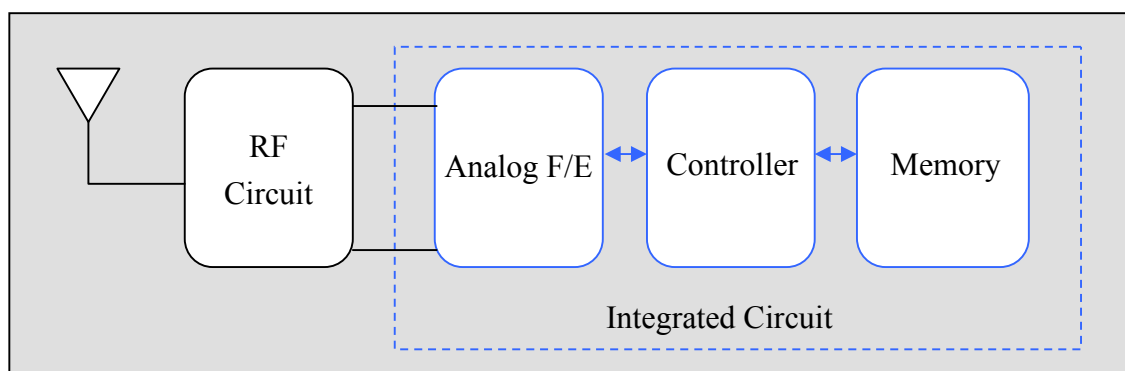 RF
Circuit
Analog F/E
Controller
Memory
Integrated Circuit